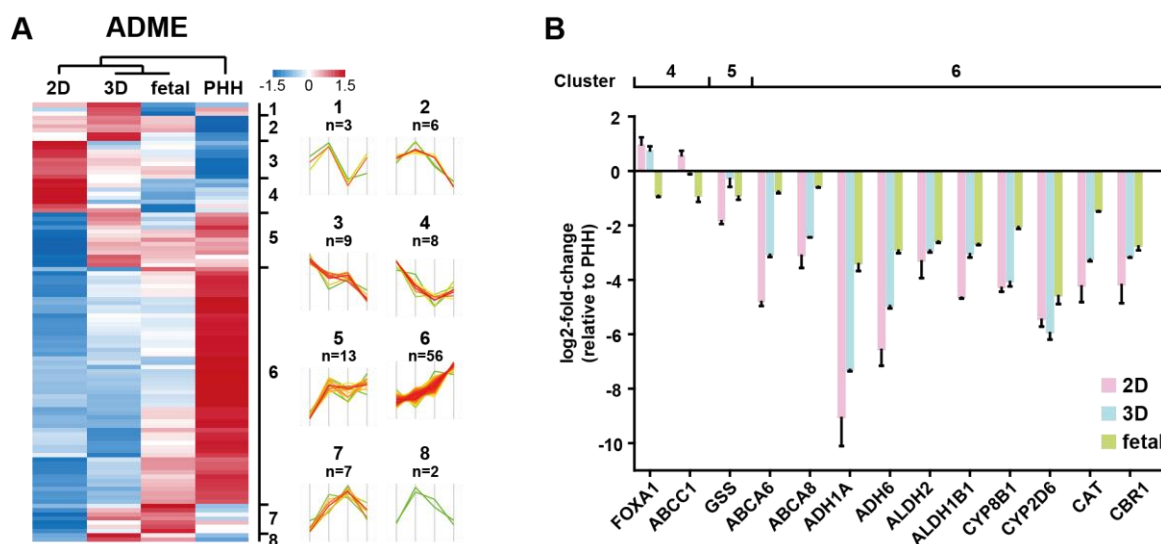 A
ADME
2D 3D fetal PHH
-1.5 0 1.5
1
2
3
4
5
6
7
8
1
n=3
2
n=6
3
n=9
4
n=8
5
n=13
6
n=56
7
n=7
8
n=2
B
Cluster 4 5 6
log2-fold-change
(relative to PHH)
2
0
-2
-4
-6
-8
-10
2D
3D
fetal
FOXA1 ABCC1 GSS ABCA6 ABCA8 ADH1A ADH6 ALDH2 ALDH1B1 CYP8B1 CYP2D6 CAT CBR1